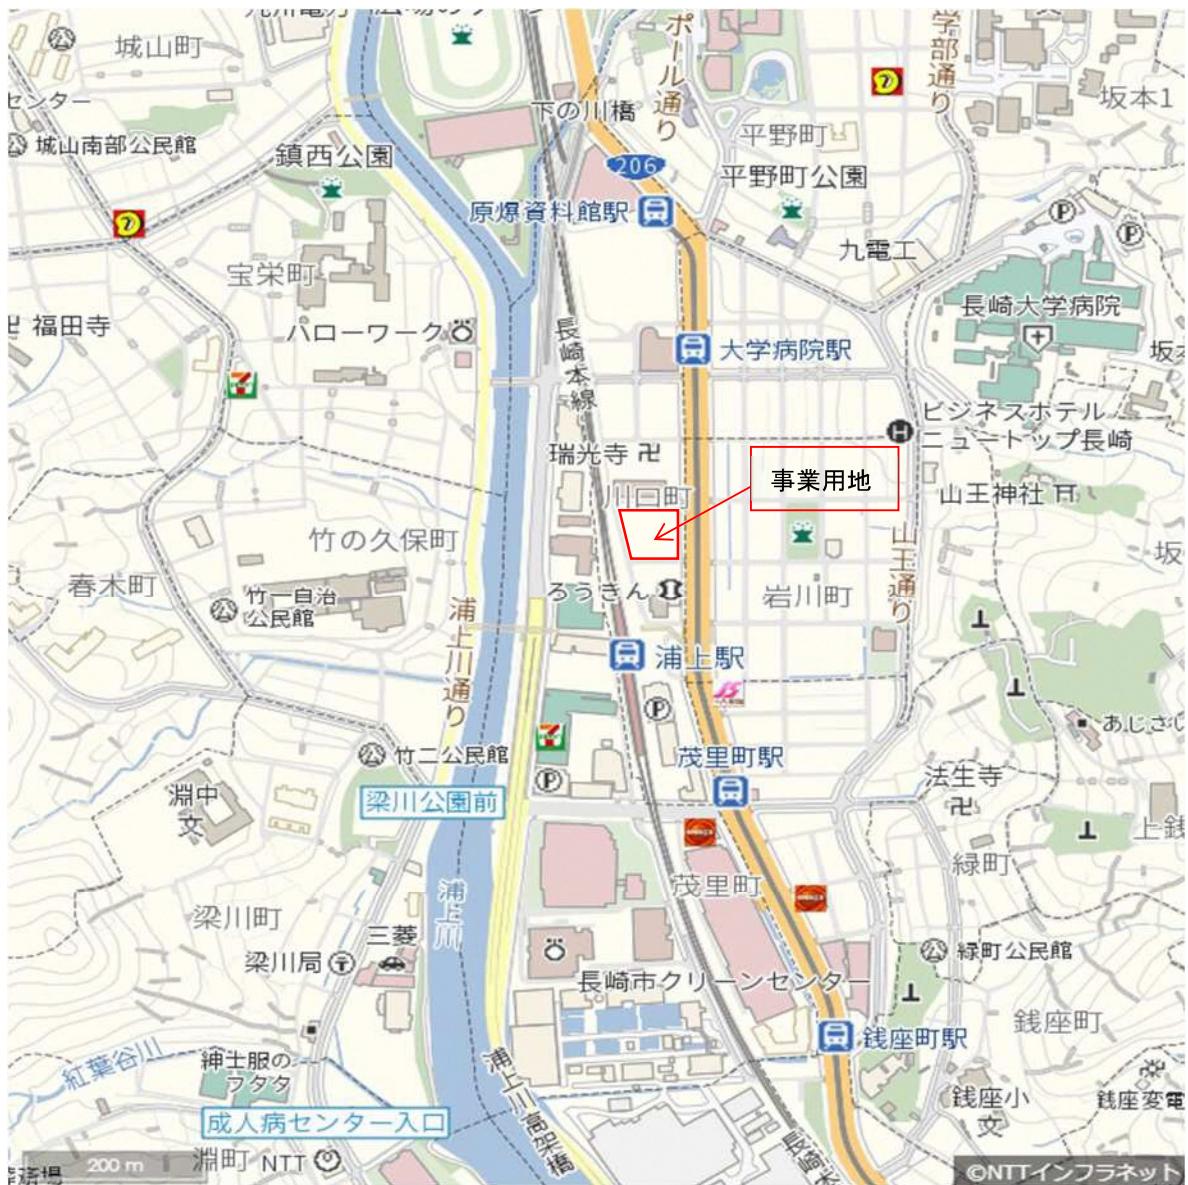 城山町
センター
城山南部公民館
鎮西公園
下の川橋
ポール通り
学部通り
坂本1
平野町
平野町公園
206
原爆資料館駅
九電工
宝栄町
福田寺
ハローワーク
長崎本線
大学病院駅
長崎大学病院
ビジネスホテル
ニュートップ長崎
瑞光寺
川口町
事業用地
山王神社
山王通り
竹の久保町
春木町
竹一自治
公民館
ろうきん
岩川町
浦上川通り
浦上駅
JS
あじさい
竹二公民館
茂里町駅
法生寺
淵中
文
梁川公園前
上銭
緑町
茂里町
浦上川
梁川町
三菱
梁川局
緑町公民館
長崎市クリーンセンター
銭座町
銭座町駅
紅葉谷川
紳士服の
フタタ
浦上川高架橋
銭座小
文
銭座変電
成人病センター入口
淵町
NTT
200 m
©NTTインフラネット